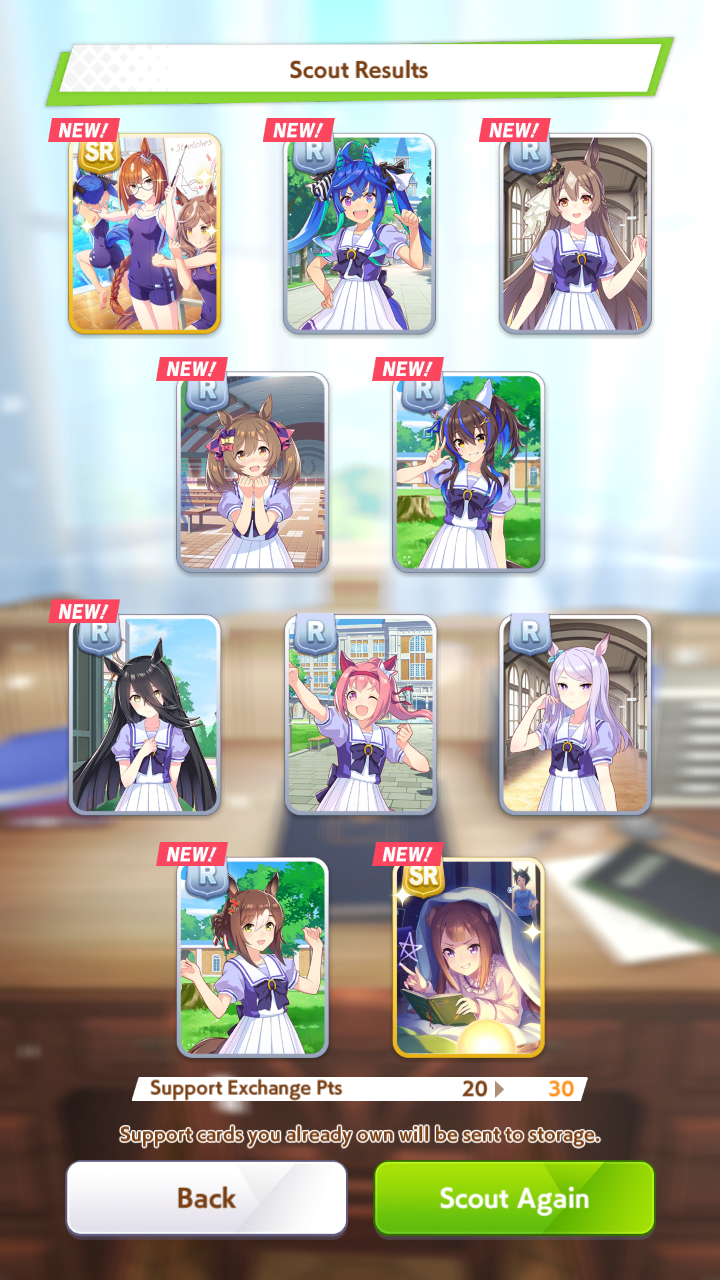 Scout Results
NEW! NEW! NEW!
SR R R
Stretches
NEW! NEW!
R R
NEW!
R R R
NEW! NEW!
R SR
Support Exchange Pts 20 30
Support cards you already own will be sent to storage.
Back Scout Again